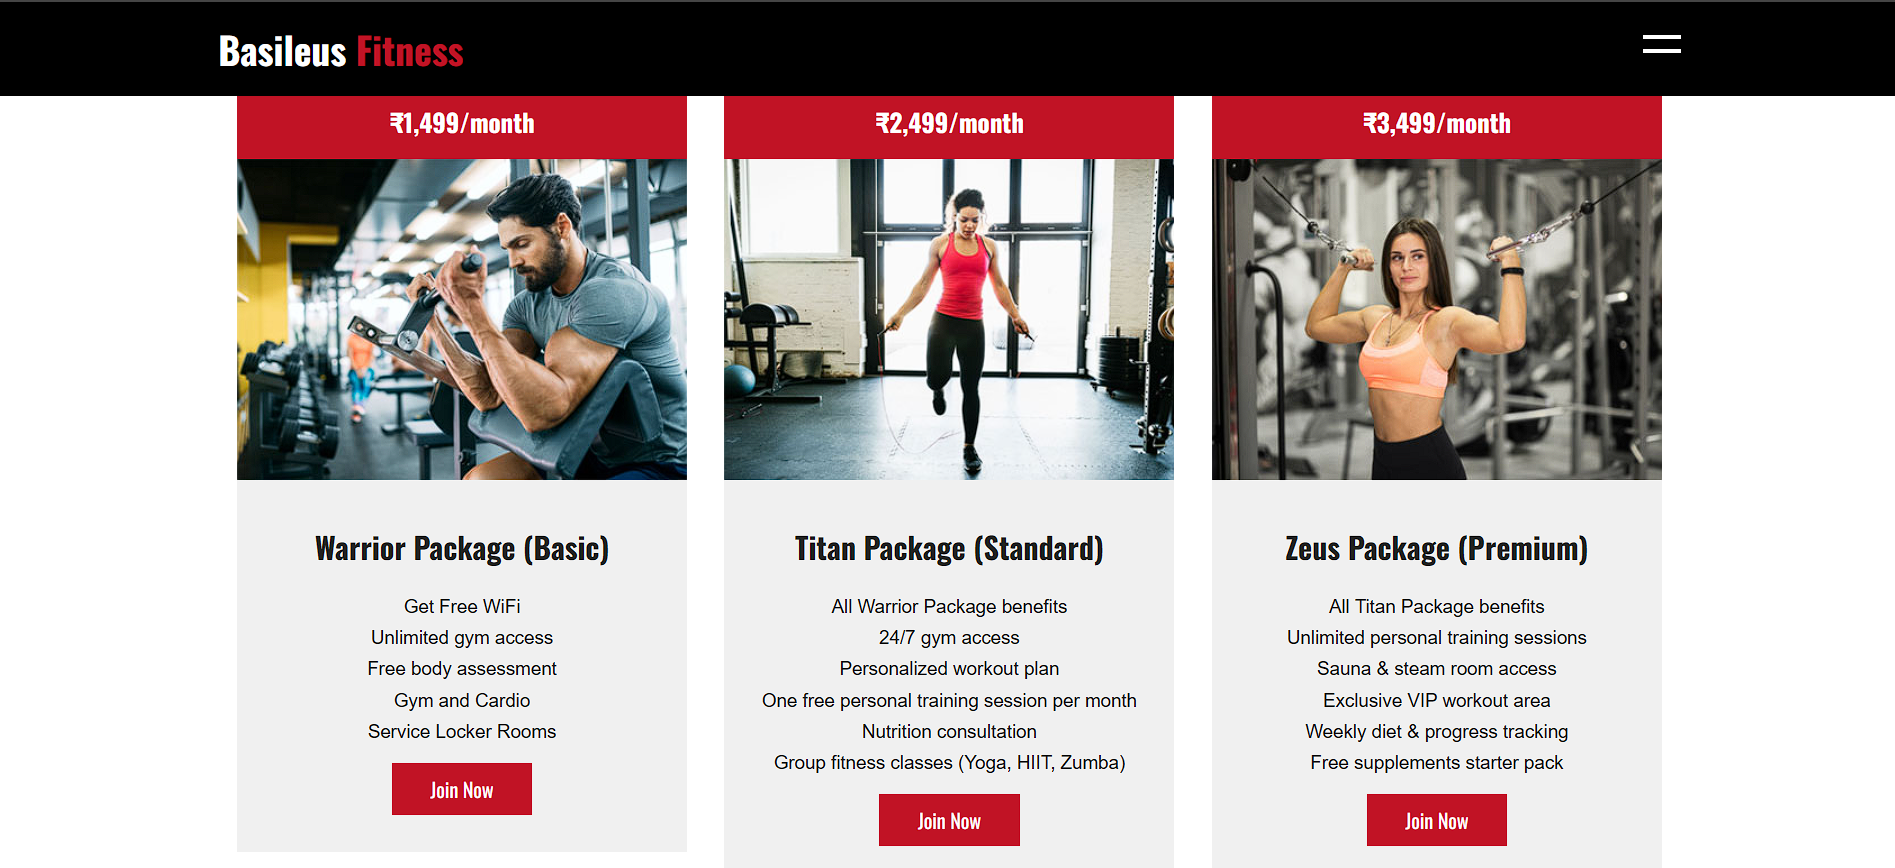 Basileus Fitness
₹1,499/month
Warrior Package (Basic)
Get Free WiFi
Unlimited gym access
Free body assessment
Gym and Cardio
Service Locker Rooms
Join Now
₹2,499/month
Titan Package (Standard)
All Warrior Package benefits
24/7 gym access
Personalized workout plan
One free personal training session per month
Nutrition consultation
Group fitness classes (Yoga, HIIT, Zumba)
Join Now
₹3,499/month
Zeus Package (Premium)
All Titan Package benefits
Unlimited personal training sessions
Sauna & steam room access
Exclusive VIP workout area
Weekly diet & progress tracking
Free supplements starter pack
Join Now